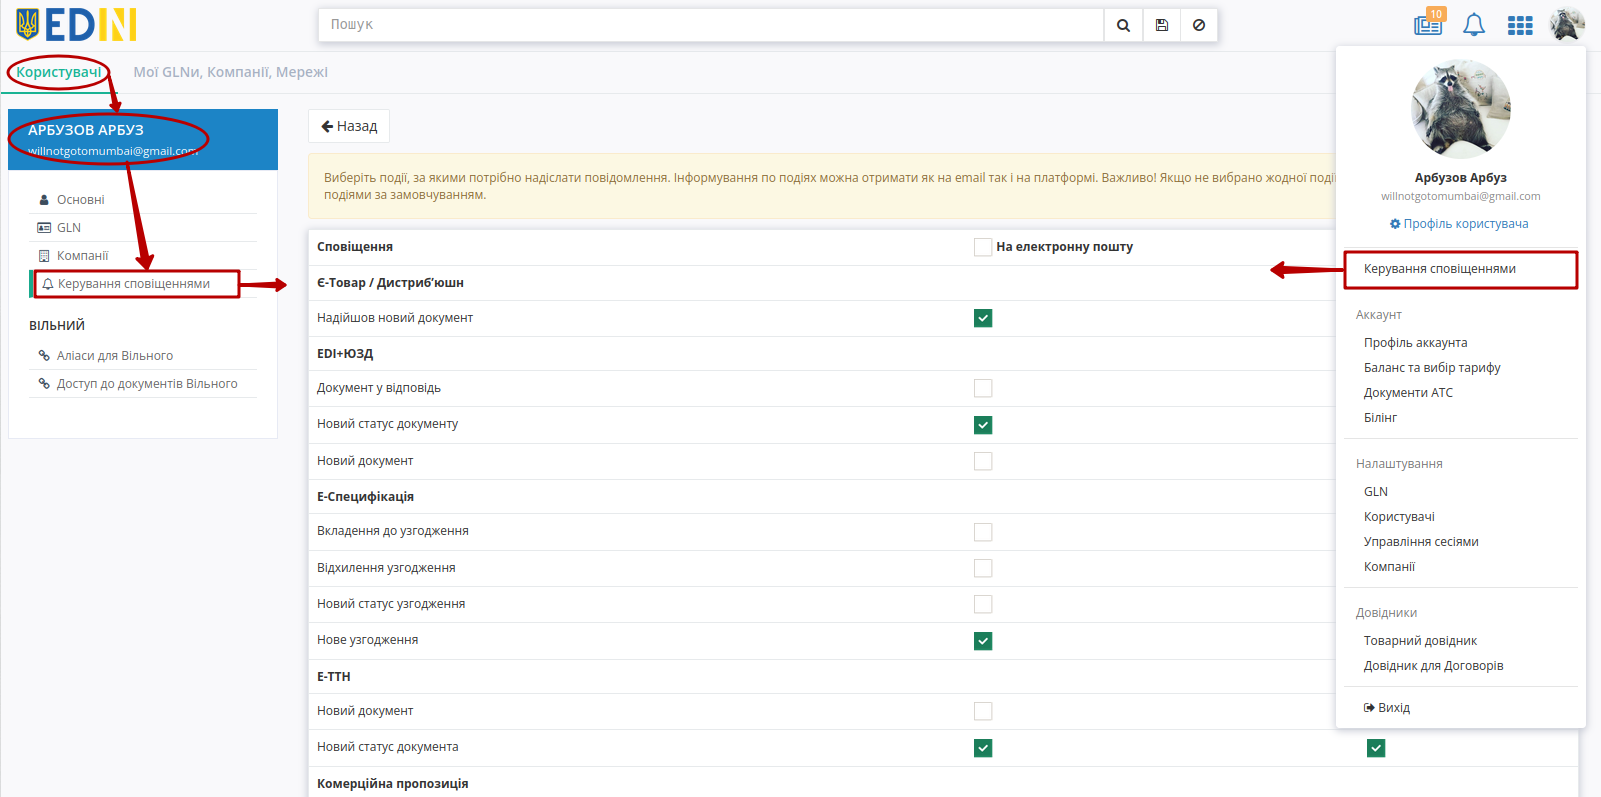 EDIN
Пошук
10
Користувачі
Мої GLNи, Компанії, Мережі
АРБУЗОВ АРБУЗ
willnotgotomumbai@gmail.com
Основні
GLN
Компанії
Керування сповіщеннями
ВІЛЬНИЙ
Аліаси для Вільного
Доступ до документів Вільного
Назад
Виберіть події, за якими потрібно надіслати повідомлення. Інформування по подіях можна отримати як на email так і на платформі. Важливо! Якщо не вибрано жодної події
подіями за замовчуванням.
Сповіщення
На електронну пошту
Є-Товар / Дистриб’юшн
Надійшов новий документ
EDI+ЮЗД
Документ у відповідь
Новий статус документу
Новий документ
Е-Специфікація
Вкладення до узгодження
Відхилення узгодження
Новий статус узгодження
Нове узгодження
Е-ТТН
Новий документ
Новий статус документа
Комерційна пропозиція
Арбузов Арбуз
willnotgotomumbai@gmail.com
Профіль користувача
Керування сповіщеннями
Аккаунт
Профіль аккаунта
Баланс та вибір тарифу
Документи АТС
Білінг
Налаштування
GLN
Користувачі
Управління сесіями
Компанії
Довідники
Товарний довідник
Довідник для Договорів
Вихід